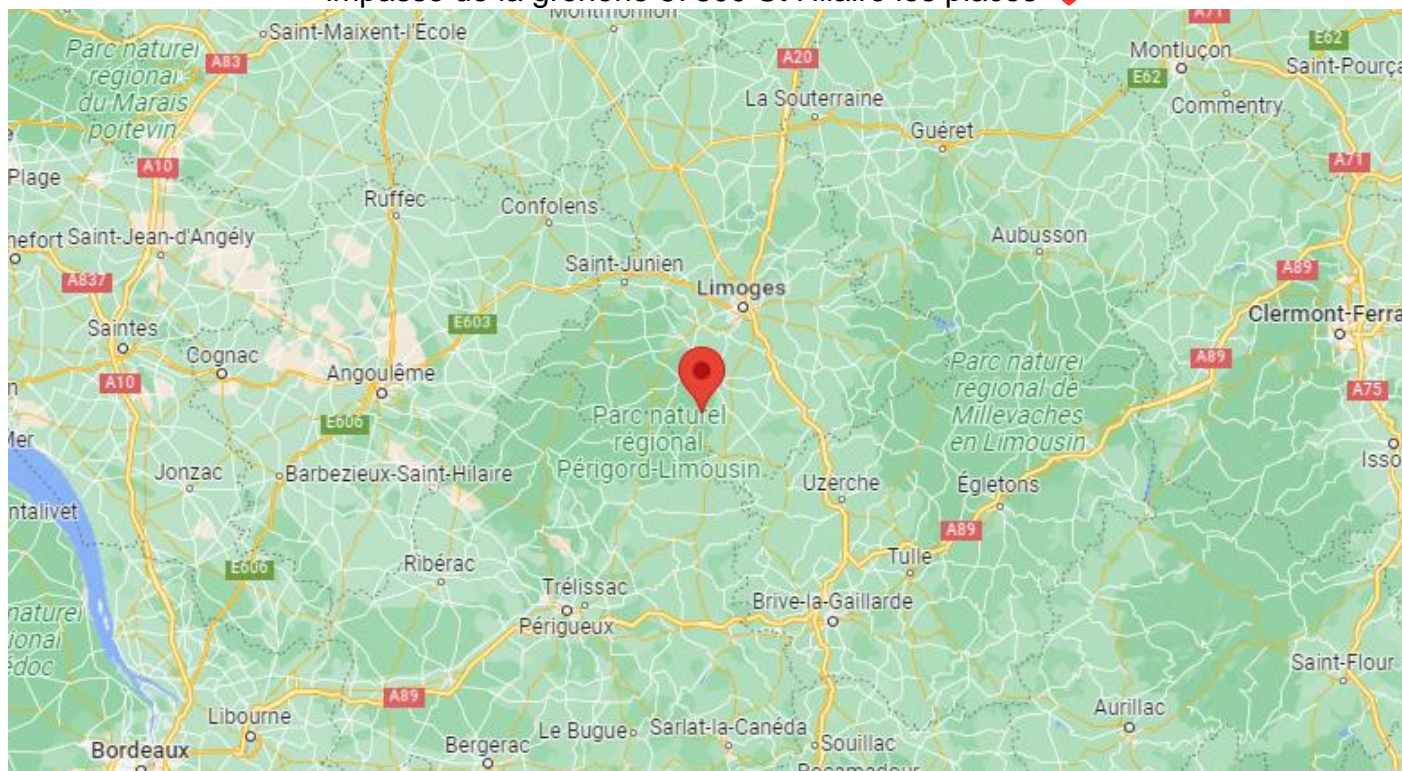 Saint-Maixent-l'École
A71
Parc naturel
régional
du Marais
poitevin
A83
A20
Montluçon
E62
E62
Saint-Pourça
La Souterraine
Commentry
Guéret
A10
A71
Plage
Ruffec
Confolens
nefort
Saint-Jean-d'Angély
Aubusson
A837
Saint-Junien
A89
Limoges
Clermont-Ferra
Saintes
E603
Cognac
A89
Parc naturel
régional de
Millevaches
en Limousin
A10
Angoulême
A75
Parc naturel
régional
Périgord-Limousin
E606
Mer
Isso
Jonzac
Barbezieux-Saint-Hilaire
Uzerche
Égletons
ntalivet
A89
E606
Ribérac
Tulle
Trélissac
Périgueux
Brive-la-Gaillarde
naturel
ional
édoc
Saint-Flour
A89
Libourne
Le Bugue
Sarlat-la-Canéda
Aurillac
Bordeaux
Bergerac
Souillac